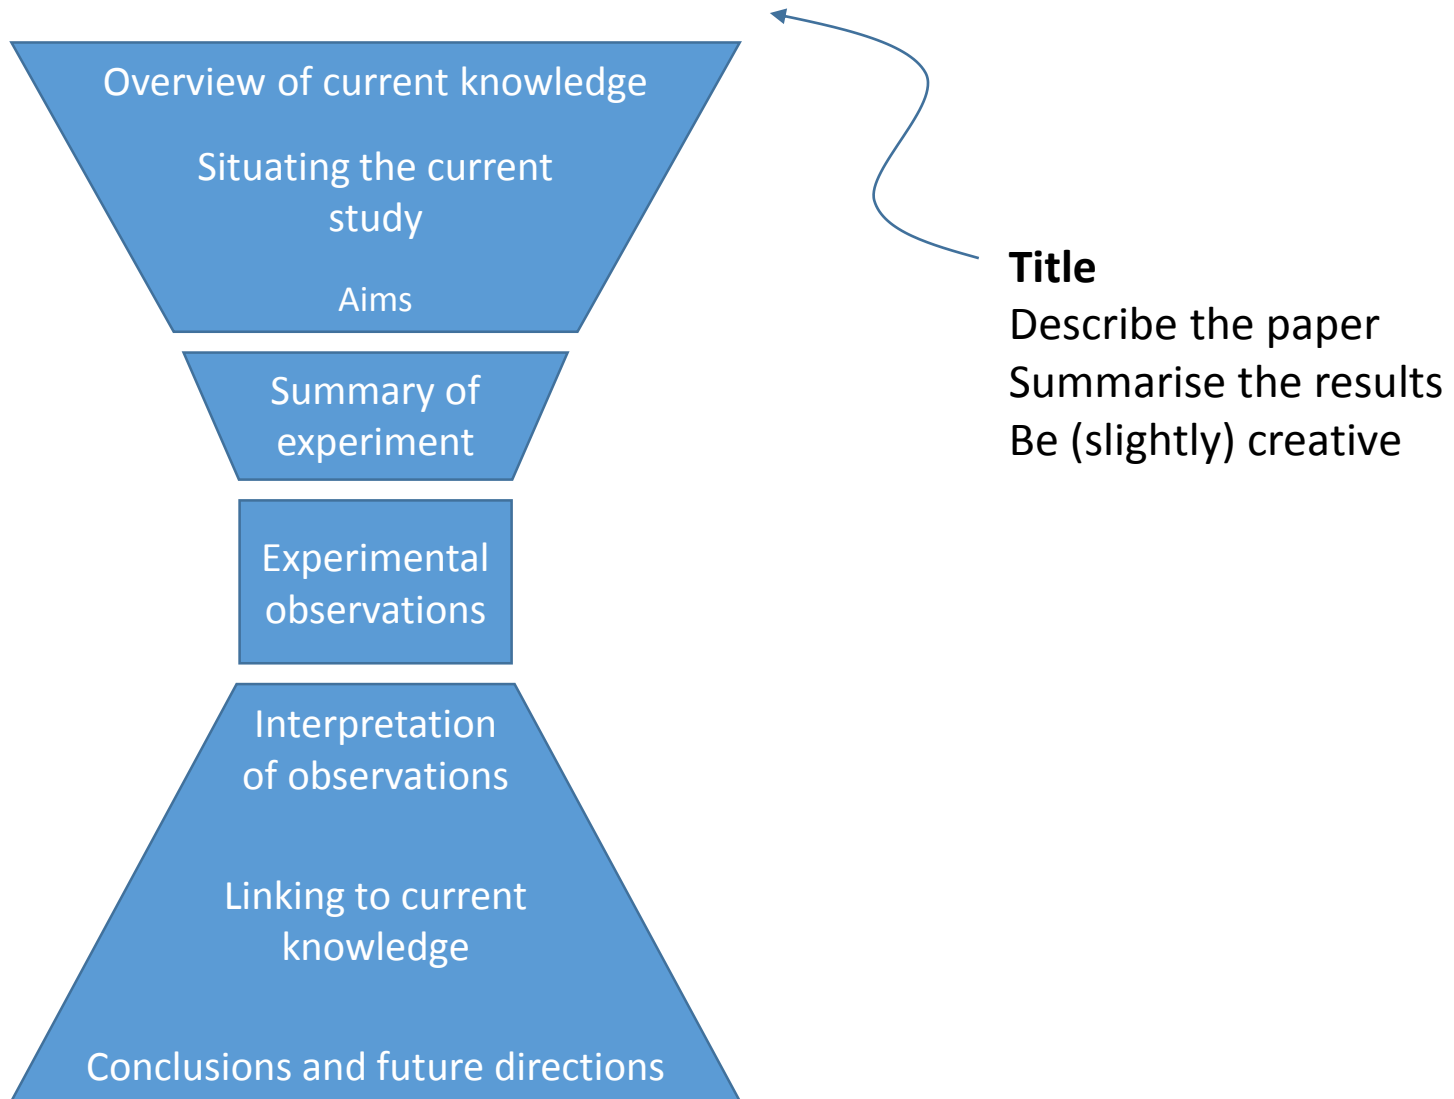 Overview of current knowledge
Situating the current
study
Aims
Summary of
experiment
Experimental
observations
Interpretation
of observations
Linking to current
knowledge
Conclusions and future directions
Title
Describe the paper
Summarise the results
Be (slightly) creative